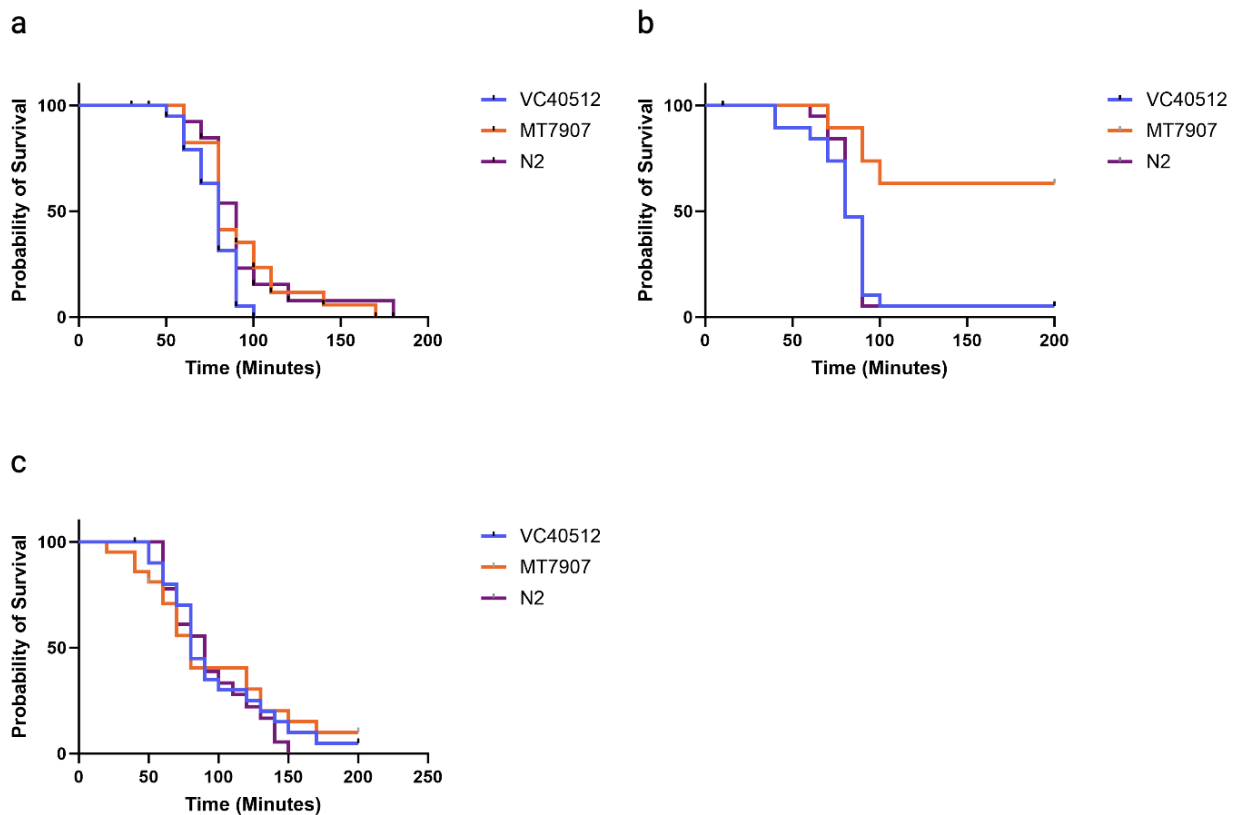 a
Probability of Survival
100
50
0
0 50 100 150 200
Time (Minutes)
VC40512
MT7907
N2
b
Probability of Survival
100
50
0
0 50 100 150 200
Time (Minutes)
VC40512
MT7907
N2
c
Probability of Survival
100
50
0
0 50 100 150 200 250
Time (Minutes)
VC40512
MT7907
N2